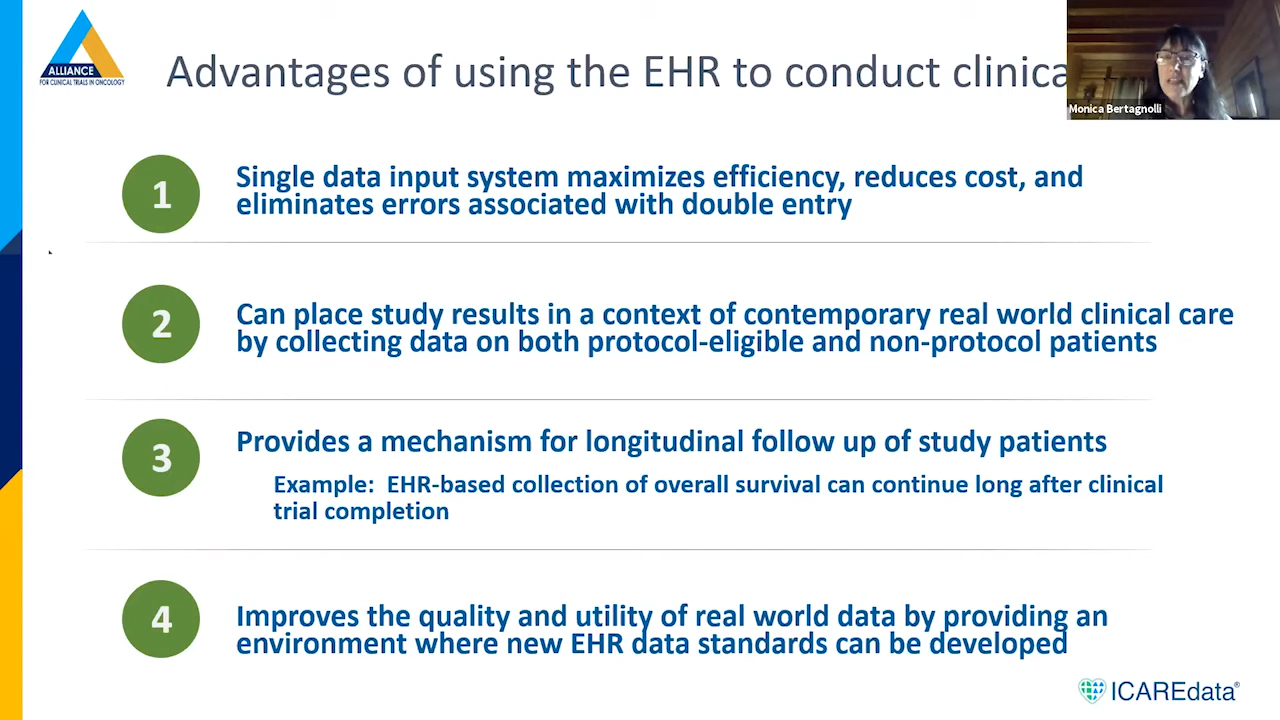 ALLIANCE
FOR CLINICAL TRIALS IN ONCOLOGY
Advantages of using the EHR to conduct clinica
Monica Bertagnolli
1
Single data input system maximizes efficiency, reduces cost, and
eliminates errors associated with double entry
2
Can place study results in a context of contemporary real world clinical care
by collecting data on both protocol-eligible and non-protocol patients
3
Provides a mechanism for longitudinal follow up of study patients
Example: EHR-based collection of overall survival can continue long after clinical
trial completion
4
Improves the quality and utility of real world data by providing an
environment where new EHR data standards can be developed
ICAREdata®